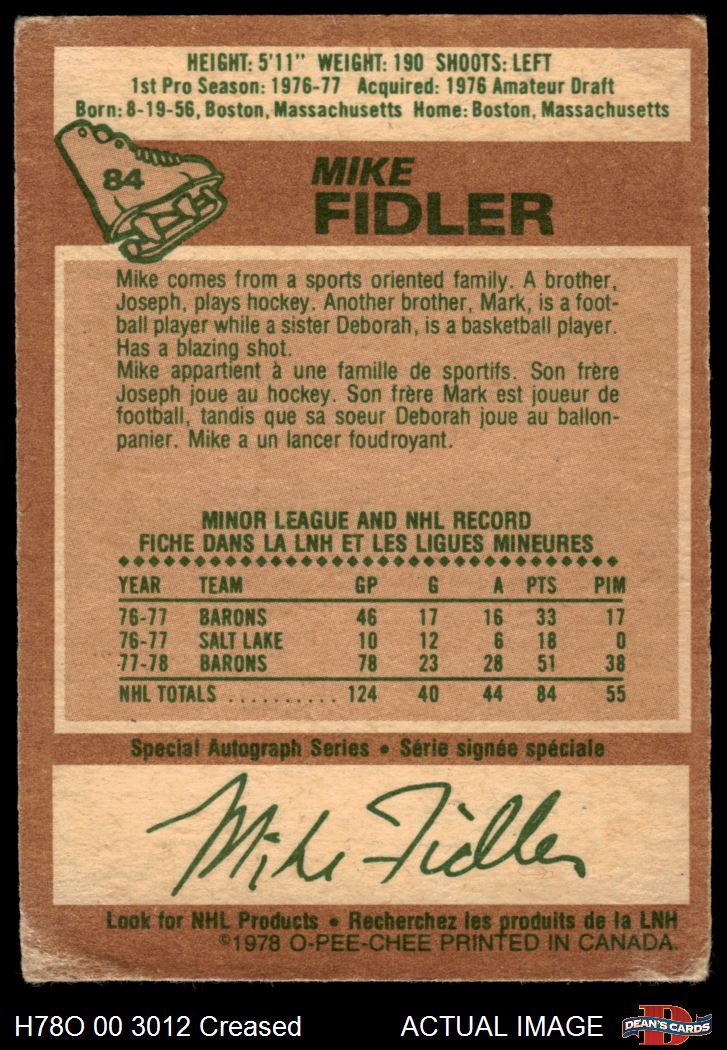 HEIGHT: 5'11" WEIGHT: 190 SHOOTS: LEFT
1st Pro Season: 1976-77 Acquired: 1976 Amateur Draft
Born: 8-19-56, Boston, Massachusetts Home: Boston, Massachusetts
84
MIKE
FIDLER
Mike comes from a sports oriented family. A brother,
Joseph, plays hockey. Another brother, Mark, is a foot-
ball player while a sister Deborah, is a basketball player.
Has a blazing shot.
Mike appartient à une famille de sportifs. Son frère
Joseph joue au hockey. Son frère Mark est joueur de
football, tandis que sa soeur Deborah joue au ballon-
panier. Mike a un lancer foudroyant.
MINOR LEAGUE AND NHL RECORD
FICHE DANS LA LNH ET LES LIGUES MINEURES
YEAR TEAM GP G A PTS PIM
76-77 BARONS 46 17 16 33 17
76-77 SALT LAKE 10 12 6 18 0
77-78 BARONS 78 23 28 51 38
NHL TOTALS .......... 124 40 44 84 55
Special Autograph Series • Série signée spéciale
Mike Fidler
Look for NHL Products • Recherchez les produits de la LNH
©1978 O-PEE-CHEE PRINTED IN CANADA.
H78O 00 3012 Creased ACTUAL IMAGE
D
DEAN'S CARDS